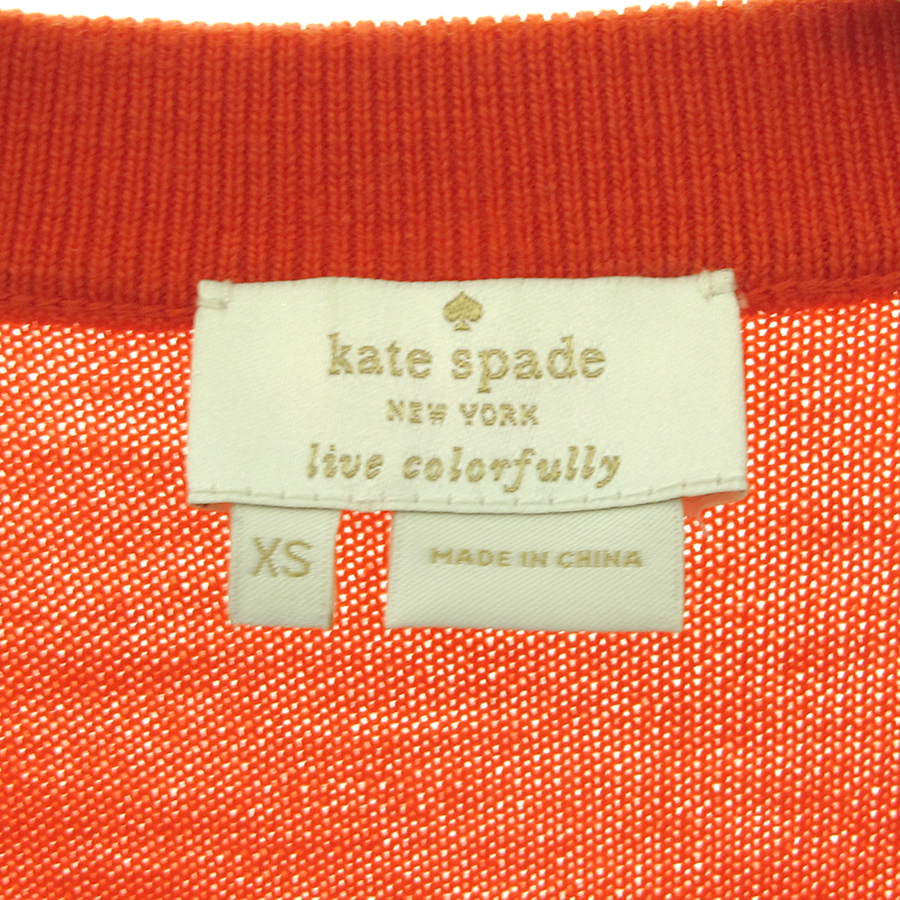 kate spade
NEW YORK
live colorfully
XS
MADE IN CHINA